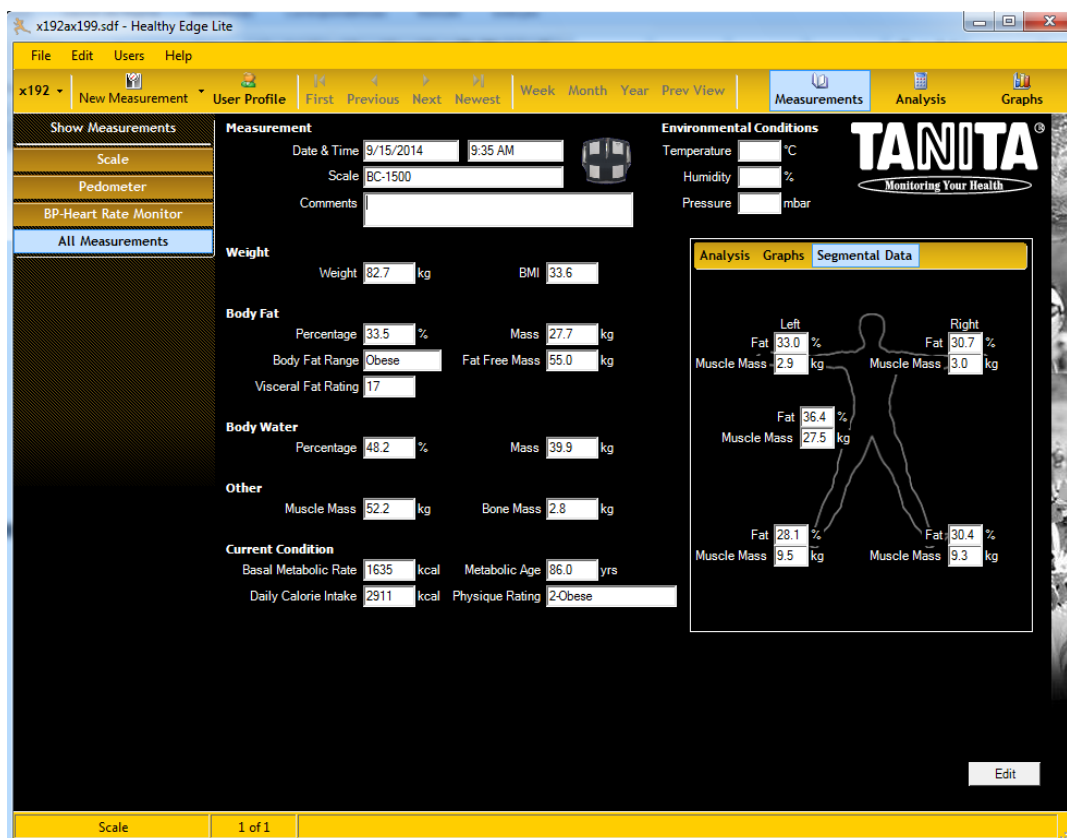 x192ax199.sdf - Healthy Edge Lite
File Edit Users Help
x192 New Measurement User Profile First Previous Next Newest Week Month Year Prev View Measurements Analysis Graphs
Show Measurements
Scale
Pedometer
BP-Heart Rate Monitor
All Measurements
Measurement
Date & Time 9/15/2014 9:35 AM
Scale BC-1500
Comments
Environmental Conditions
Temperature °C
Humidity %
Pressure mbar
TANITA®
Monitoring Your Health
Weight
Weight 82.7 kg BMI 33.6
Body Fat
Percentage 33.5 % Mass 27.7 kg
Body Fat Range Obese Fat Free Mass 55.0 kg
Visceral Fat Rating 17
Body Water
Percentage 48.2 % Mass 39.9 kg
Other
Muscle Mass 52.2 kg Bone Mass 2.8 kg
Current Condition
Basal Metabolic Rate 1635 kcal Metabolic Age 86.0 yrs
Daily Calorie Intake 2911 kcal Physique Rating 2-Obese
Analysis Graphs Segmental Data
Left Right
Fat 33.0 % Fat 30.7 %
Muscle Mass 2.9 kg Muscle Mass 3.0 kg
Fat 36.4 %
Muscle Mass 27.5 kg
Fat 28.1 % Fat 30.4 %
Muscle Mass 9.5 kg Muscle Mass 9.3 kg
Edit
Scale 1 of 1